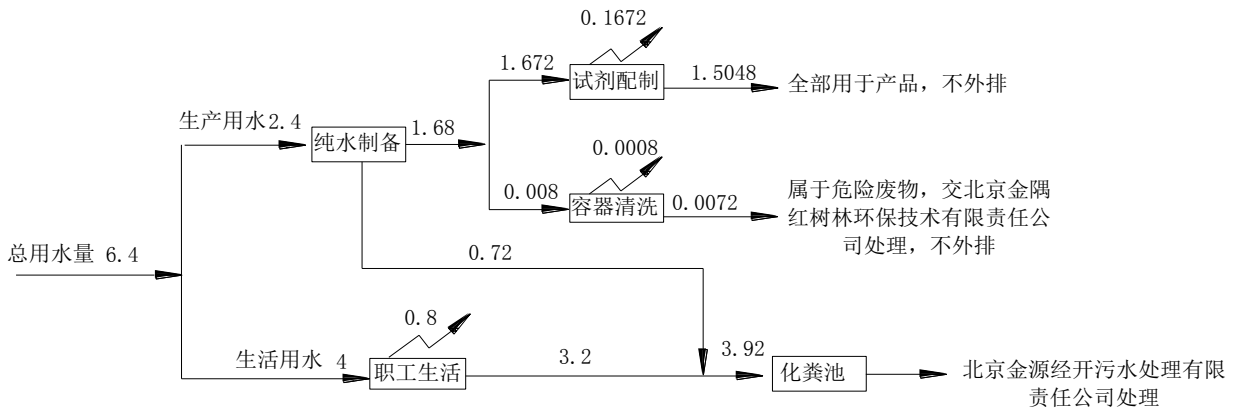 0.1672
1.672
试剂配制
1.5048
全部用于产品，不外排
生产用水2.4
纯水制备
1.68
0.0008
0.008
容器清洗
0.0072
属于危险废物，交北京金隅
红树林环保技术有限责任公
司处理，不外排
总用水量 6.4
0.72
0.8
生活用水 4
职工生活
3.2
3.92
化粪池
北京金源经开污水处理有限
责任公司处理